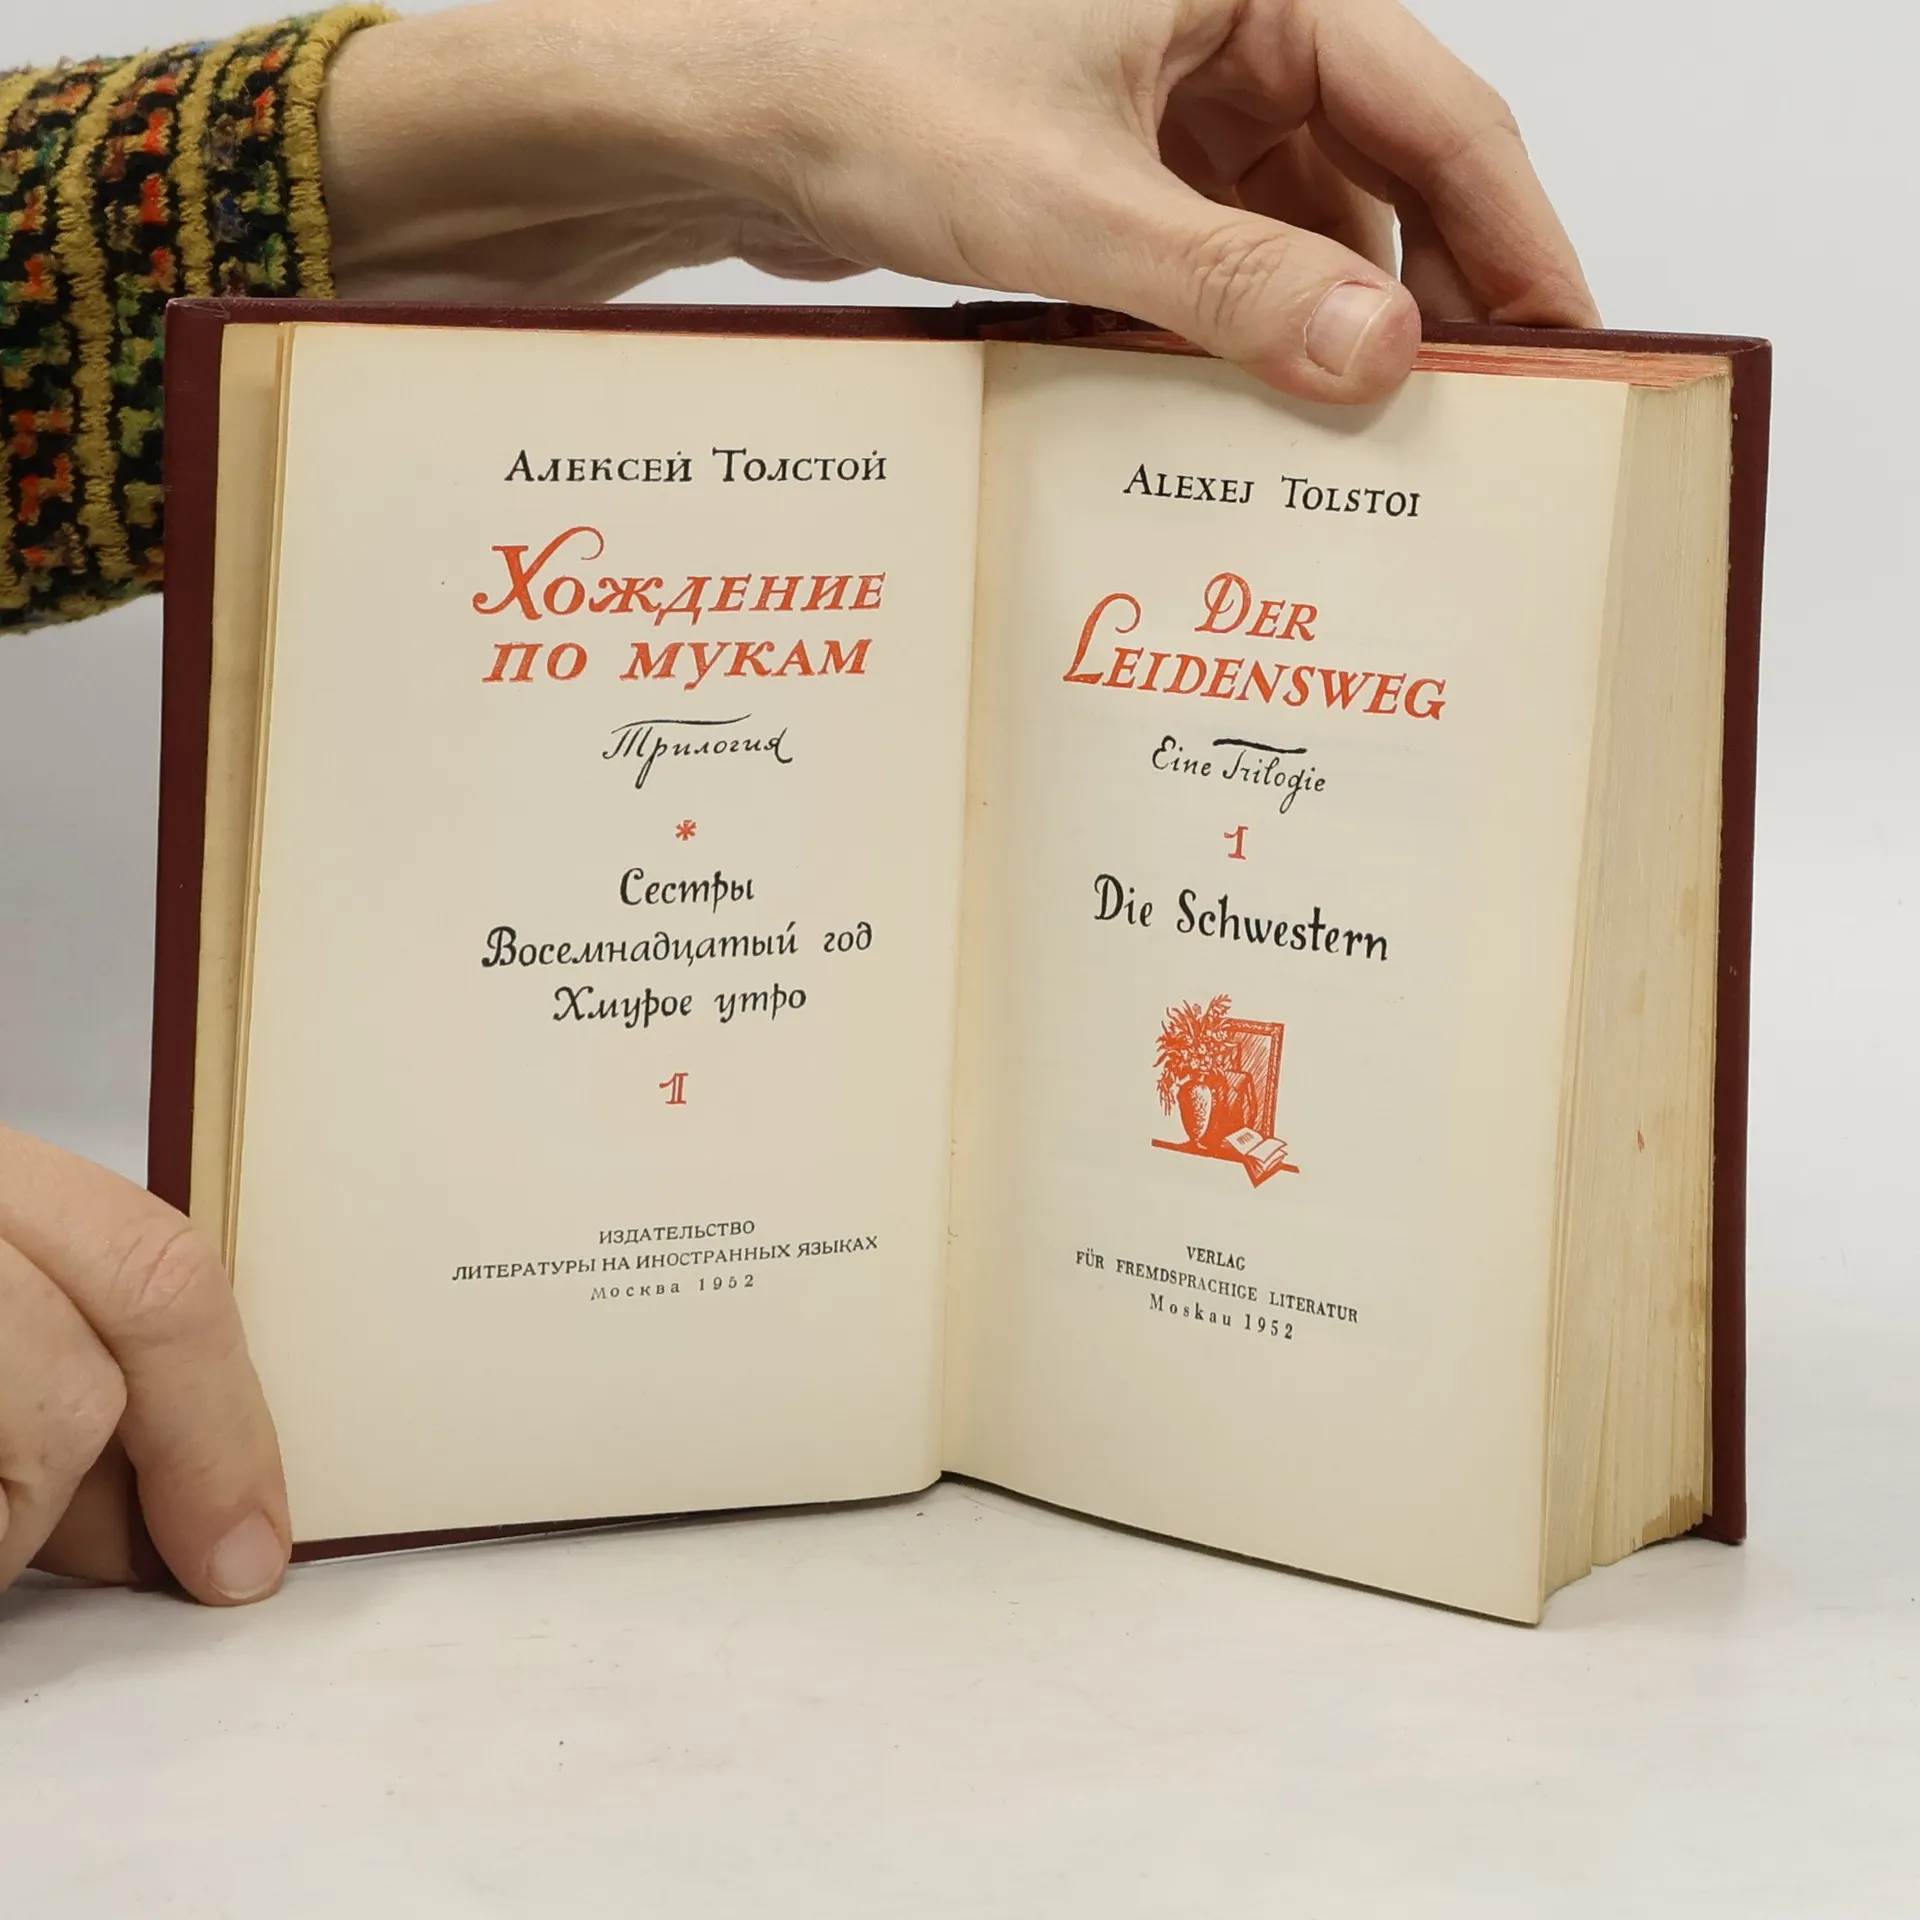 АЛЕКСЕЙ ТОЛСТОЙ
ХОЖДЕНИЕ
ПО МУКАМ
Трилогия
*
Сестры
Восемнадцатый год
Хмурое утро
1
ИЗДАТЕЛЬСТВО
ЛИТЕРАТУРЫ НА ИНОСТРАННЫХ ЯЗЫКАХ
Москва 1952
ALEXEJ TOLSTOI
DER
LEIDENSWEG
Eine Trilogie
1
Die Schwestern
VERLAG
FÜR FREMDSPRACHIGE LITERATUR
Moskau 1952